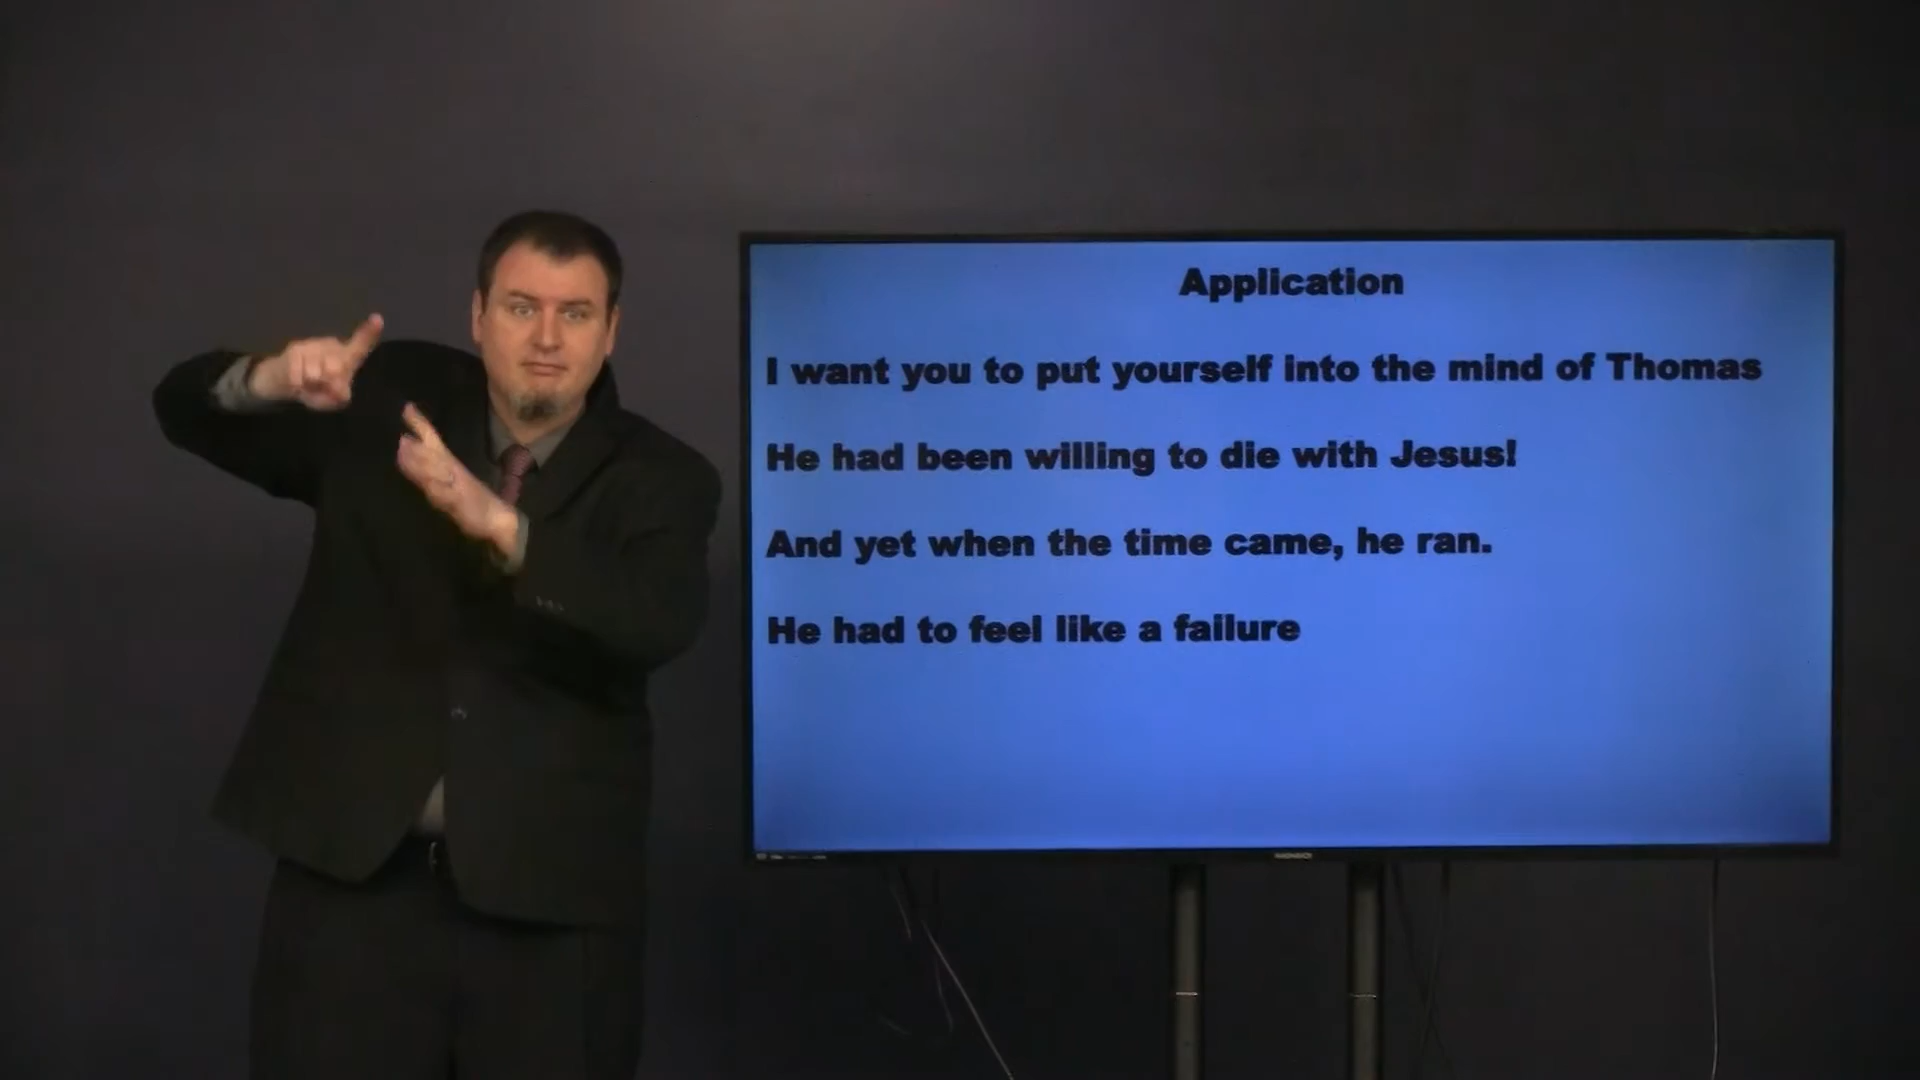 Application
I want you to put yourself into the mind of Thomas
He had been willing to die with Jesus!
And yet when the time came, he ran.
He had to feel like a failure